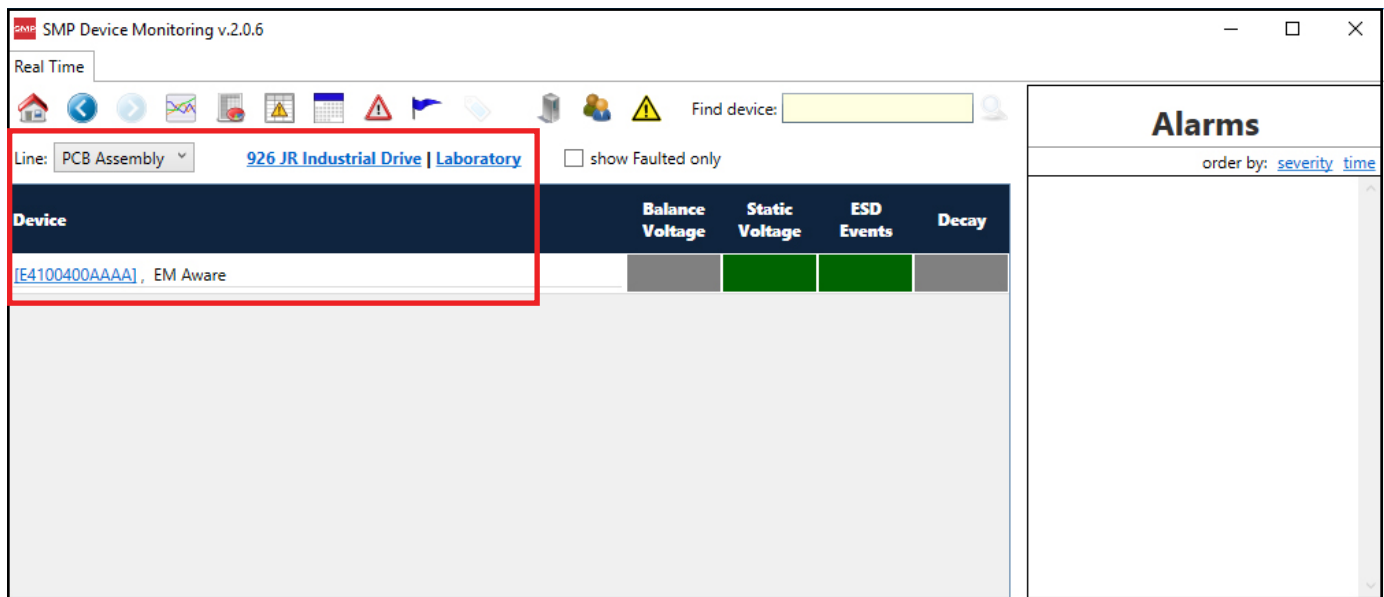 SMP SMP Device Monitoring v.2.0.6
Real Time
Find device:
Line: PCB Assembly 926 JR Industrial Drive | Laboratory show Faulted only
Device Balance Voltage Static Voltage ESD Events Decay
[E4100400AAAA] , EM Aware
Alarms
order by: severity time